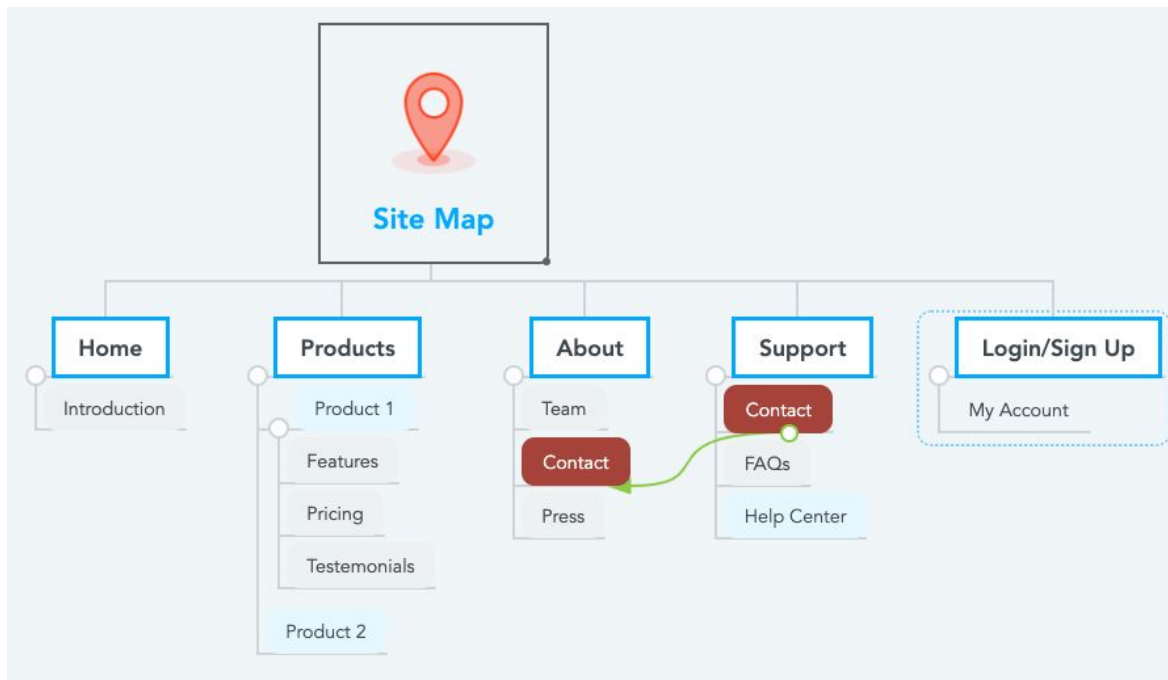 Site Map
Home
Introduction
Products
Product 1
Features
Pricing
Testemonials
Product 2
About
Team
Contact
Press
Support
Contact
FAQs
Help Center
Login/Sign Up
My Account